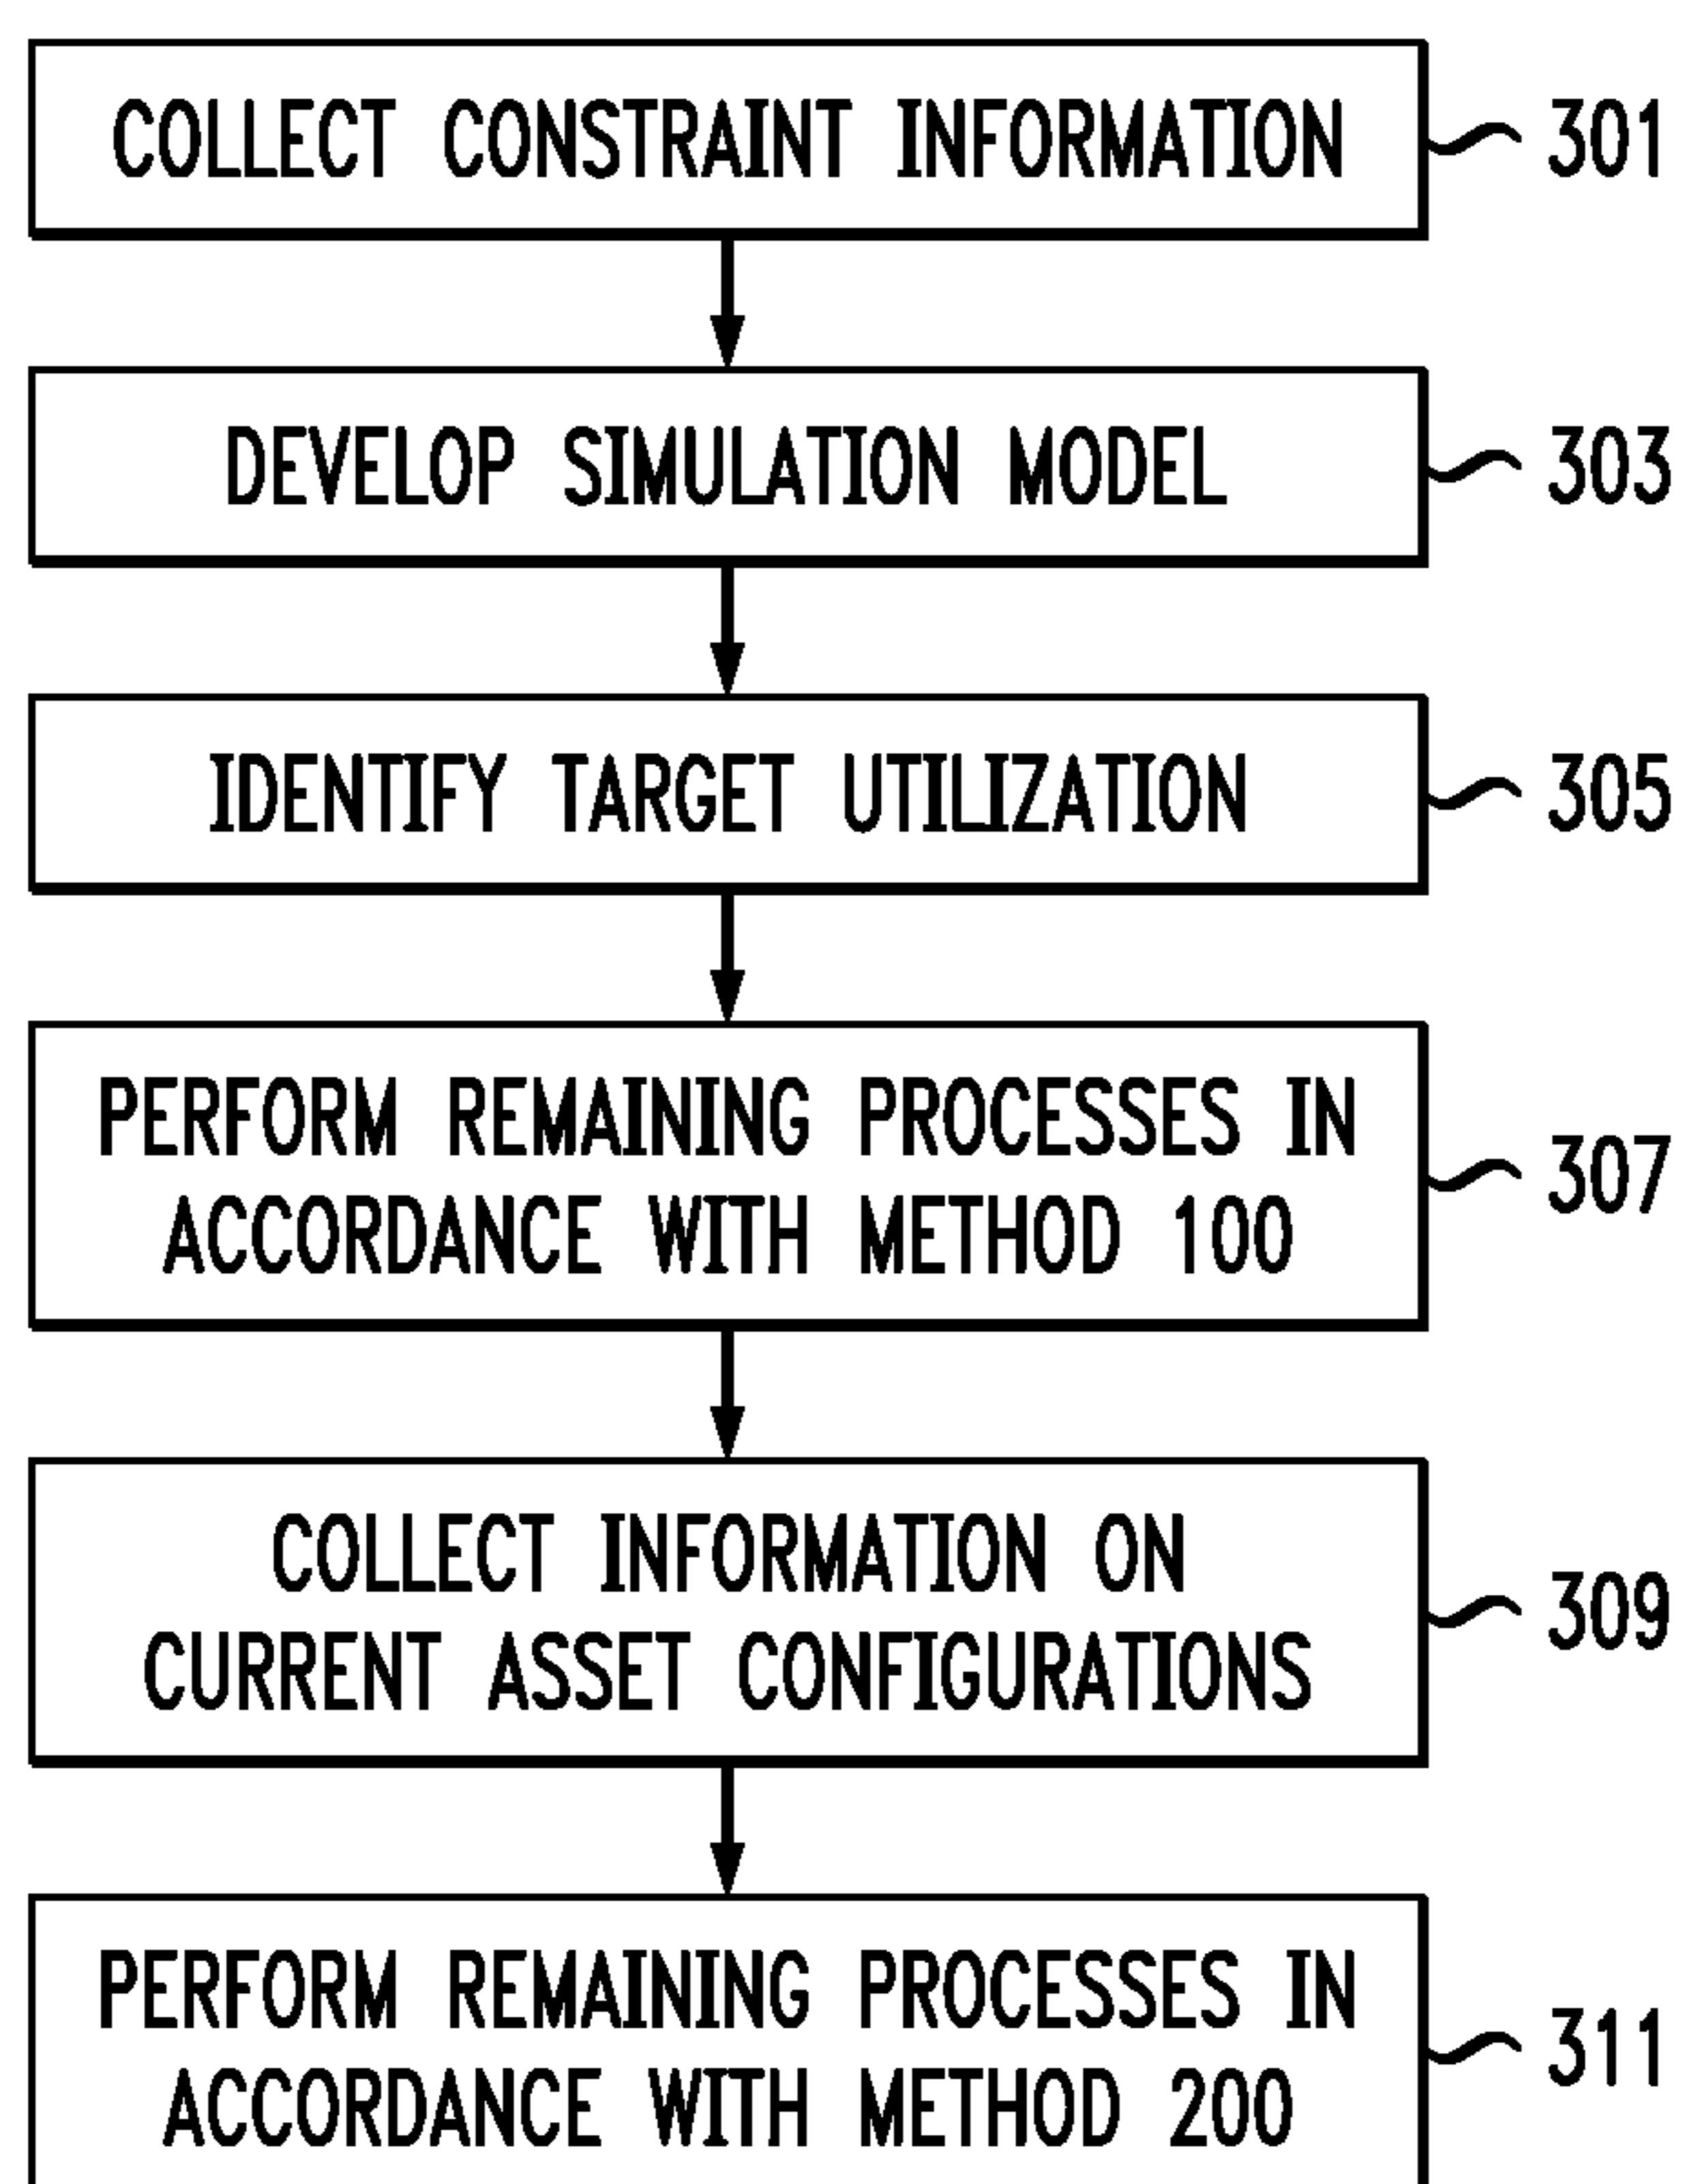 COLLECT CONSTRAINT INFORMATION 301
DEVELOP SIMULATION MODEL 303
IDENTIFY TARGET UTILIZATION 305
PERFORM REMAINING PROCESSES IN
ACCORDANCE WITH METHOD 100
307
COLLECT INFORMATION ON
CURRENT ASSET CONFIGURATIONS
309
PERFORM REMAINING PROCESSES IN
ACCORDANCE WITH METHOD 200
311